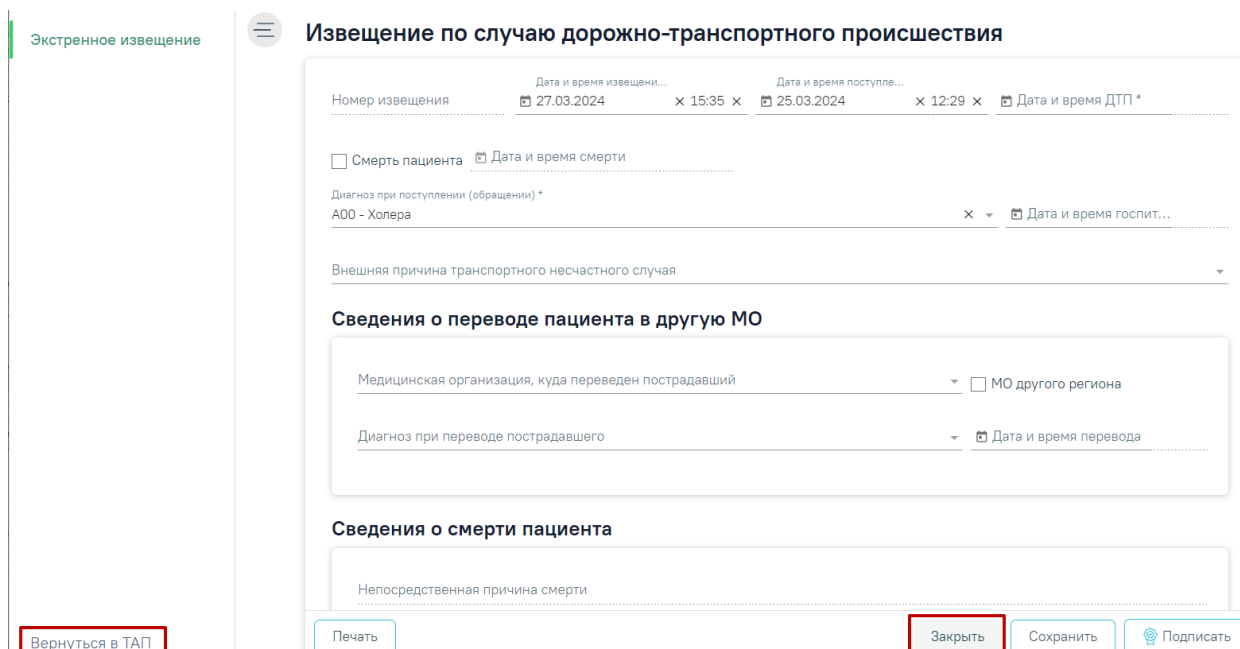 Экстренное извещение
Извещение по случаю дорожно-транспортного происшествия
Дата и время извещени... Дата и время поступле...
Номер извещения 27.03.2024 15:35 25.03.2024 12:29 Дата и время ДТП *
Смерть пациента Дата и время смерти
Диагноз при поступлении (обращении) *
A00 - Холера Дата и время госпит...
Внешняя причина транспортного несчастного случая
Сведения о переводе пациента в другую МО
Медицинская организация, куда переведен пострадавший МО другого региона
Диагноз при переводе пострадавшего Дата и время перевода
Сведения о смерти пациента
Непосредственная причина смерти
Вернуться в ТАП Печать Закрыть Сохранить Подписать